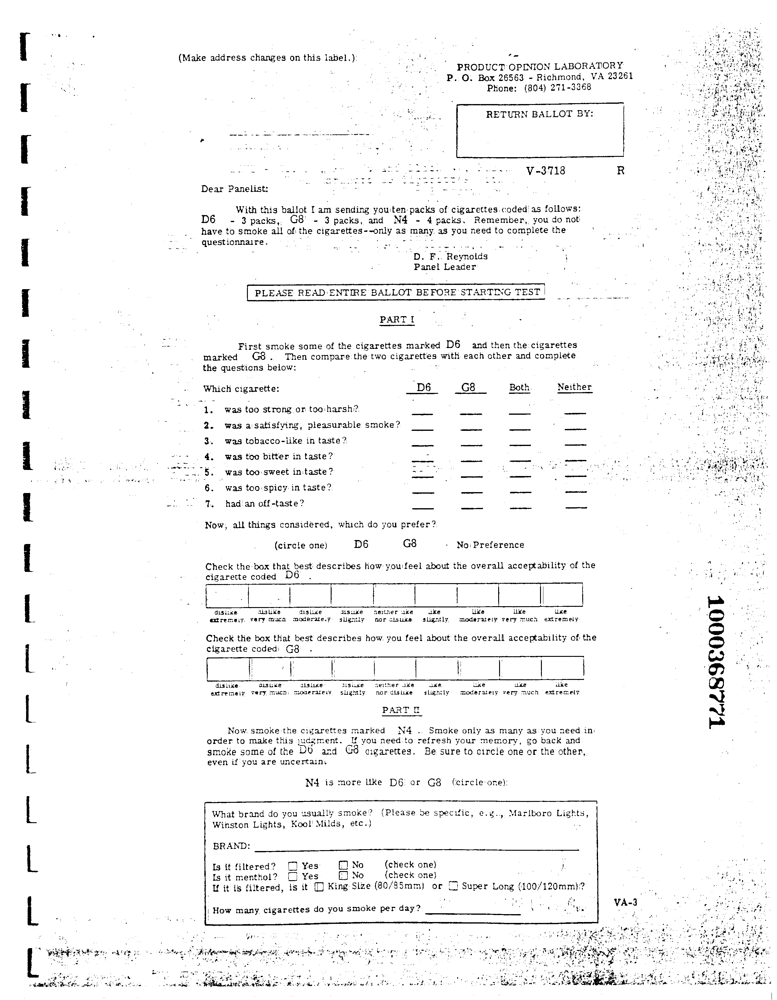 (Make address changes on this label.)
PRODUCT OPINION LABORATORY
P. O. Box 26563 - Richmond, VA 23261
Phone: (804) 271-3368
RETURN BALLOT BY:
V-3718 R
Dear Panelist:
With this ballot I am sending you ten packs of cigarettes coded as follows:
D6 - 3 packs, G8 - 3 packs, and N4 - 4 packs. Remember, you do not
have to smoke all of the cigarettes--only as many as you need to complete the
questionnaire.
D. F. Reynolds
Panel Leader
PLEASE READ ENTIRE BALLOT BEFORE STARTING TEST
PART I
First smoke some of the cigarettes marked D6 and then the cigarettes
marked G8. Then compare the two cigarettes with each other and complete
the questions below:
Which cigarette: D6 G8 Both Neither
1. was too strong or too harsh?
2. was a satisfying, pleasurable smoke?
3. was tobacco-like in taste?
4. was too bitter in taste?
5. was too sweet in taste?
6. was too spicy in taste?
7. had an off-taste?
Now, all things considered, which do you prefer?
(circle one) D6 G8 No Preference
Check the box that best describes how you feel about the overall acceptability of the
cigarette coded D6 .
dislike dislike dislike dislike neither like like like like like
extremely very much moderately slightly nor dislike slightly moderately very much extremely
Check the box that best describes how you feel about the overall acceptability of the
cigarette coded G8 .
dislike dislike dislike dislike neither like like like like like
extremely very much moderately slightly nor dislike slightly moderately very much extremely
PART II
Now smoke the cigarettes marked N4 . Smoke only as many as you need in
order to make this judgment. If you need to refresh your memory, go back and
smoke some of the D6 and G8 cigarettes. Be sure to circle one or the other,
even if you are uncertain.
N4 is more like D6 or G8 (circle one)
What brand do you usually smoke? (Please be specific, e.g., Marlboro Lights,
Winston Lights, Kool Milds, etc.)
BRAND:
Is it filtered? Yes No (check one)
Is it menthol? Yes No (check one)
If it is filtered, is it King Size (80/85mm) or Super Long (100/120mm)?
How many cigarettes do you smoke per day?
VA-3
1000368771